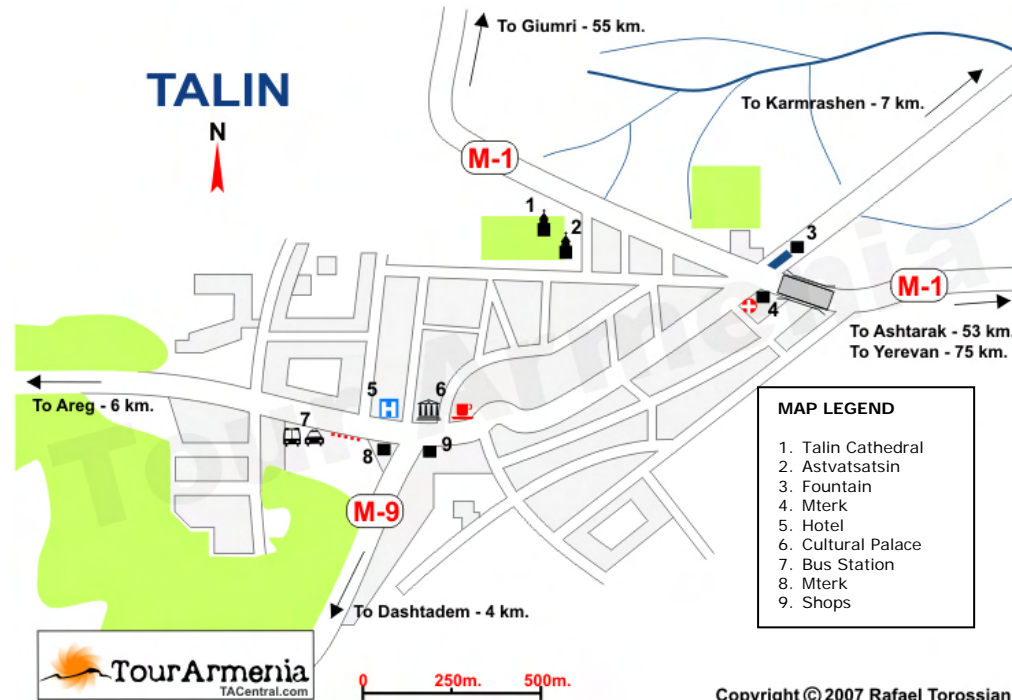 To Giumri - 55 km.
TALIN
N
To Karmrashen - 7 km.
M-1
1
2
3
M-1
4
To Ashtarak - 53 km.
To Yerevan - 75 km.
To Areg - 6 km.
5
6
7
8
9
MAP LEGEND
1. Talin Cathedral
2. Astvatsatsin
3. Fountain
4. Mterk
5. Hotel
6. Cultural Palace
7. Bus Station
8. Mterk
9. Shops
H
M-9
To Dashtadem - 4 km.
TourArmenia
TACentral.com
0 250m. 500m.
Copyright © 2007 Rafael Torossian
Tour Armenia